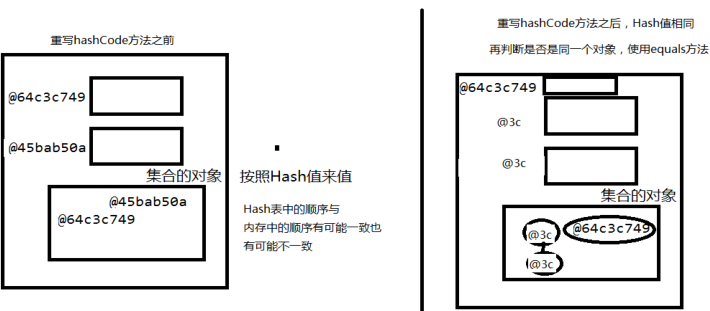 重写hashCode方法之前
@64c3c749
@45bab50a
集合的对象
@45bab50a
@64c3c749
按照Hash值来值
Hash表中的顺序与
内存中的顺序有可能一致也
有可能不一致
重写hashCode方法之后，Hash值相同
再判断是否是同一个对象，使用equals方法
@64c3c749
@3c
@3c
集合的对象
@3c
@64c3c749
@3c